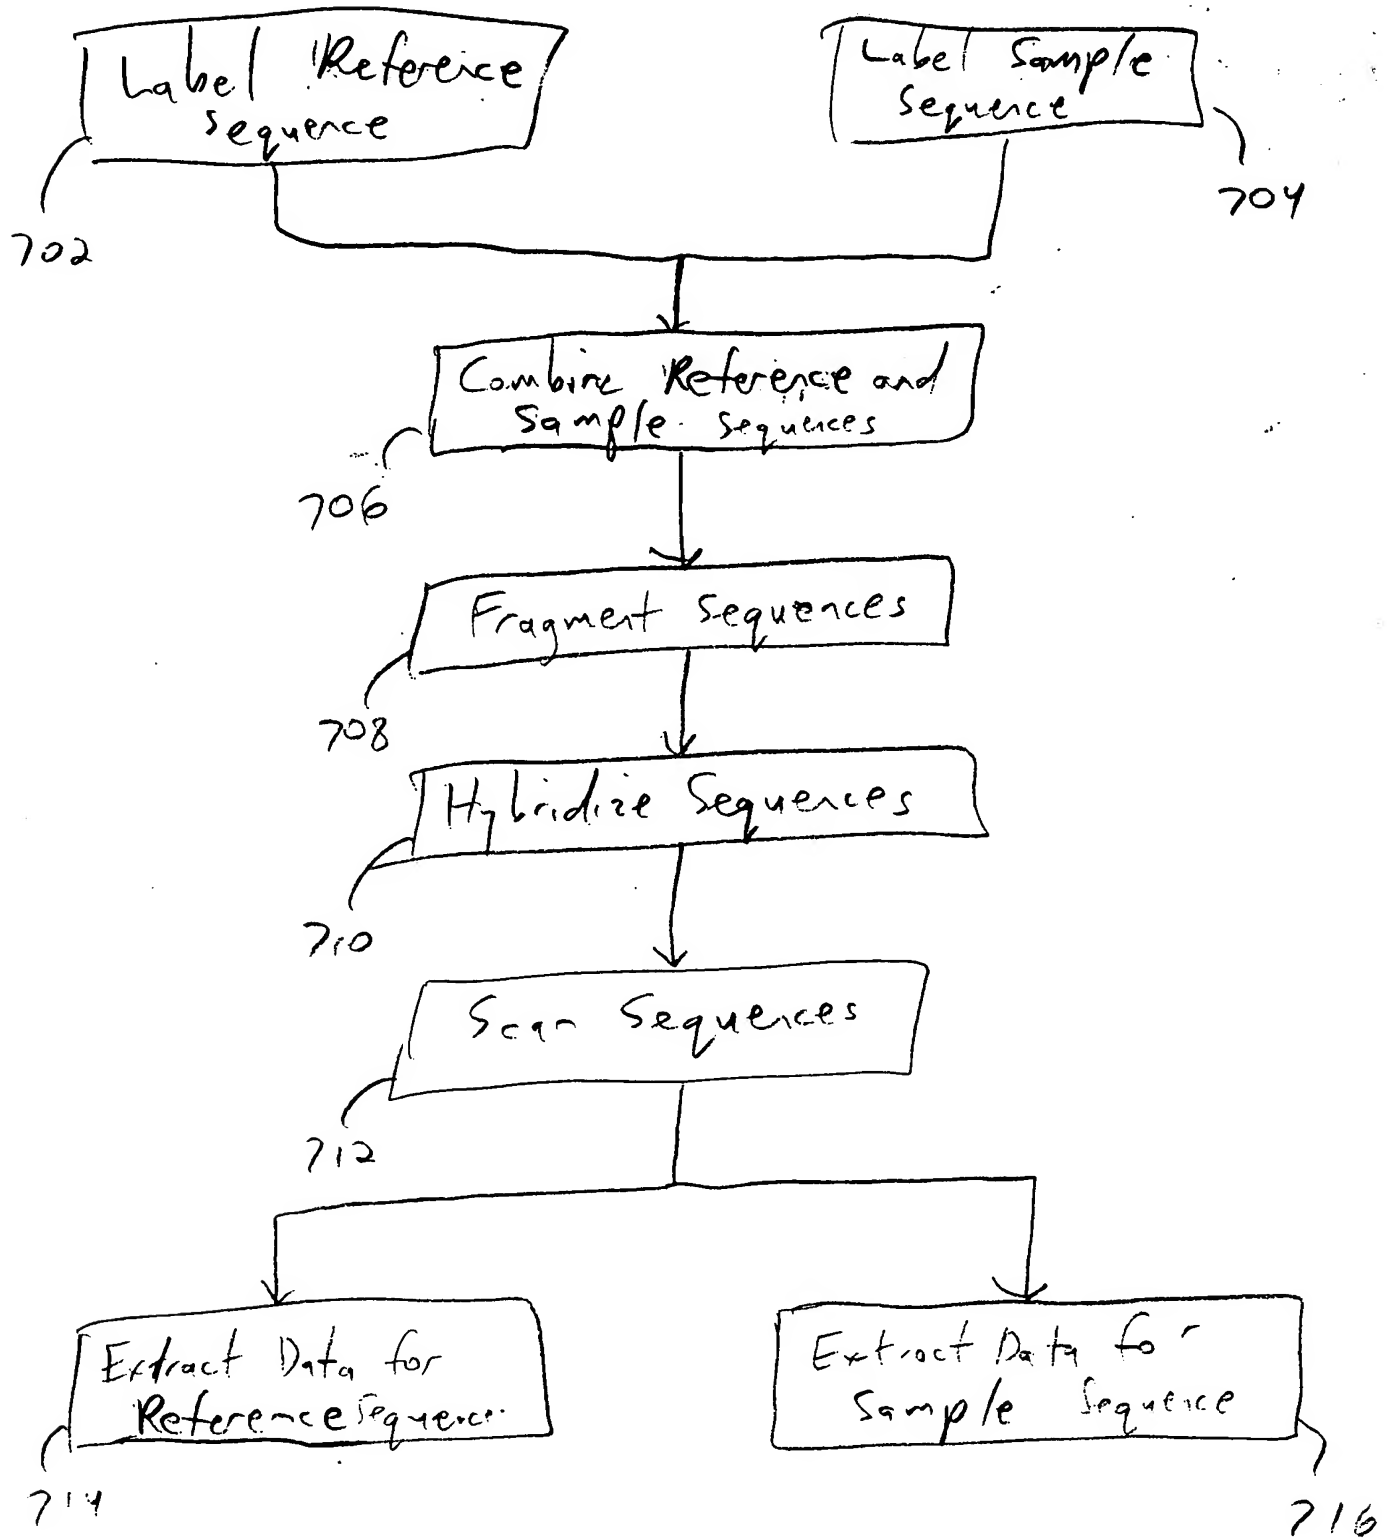 Label Reference
Sequence
Label Sample
Sequence
702
704
Combine Reference and
Sample Sequences
706
Fragment Sequences
708
Hybridize Sequences
710
Scan Sequences
712
Extract Data for
Reference Sequence
Extract Data for
Sample Sequence
714
716